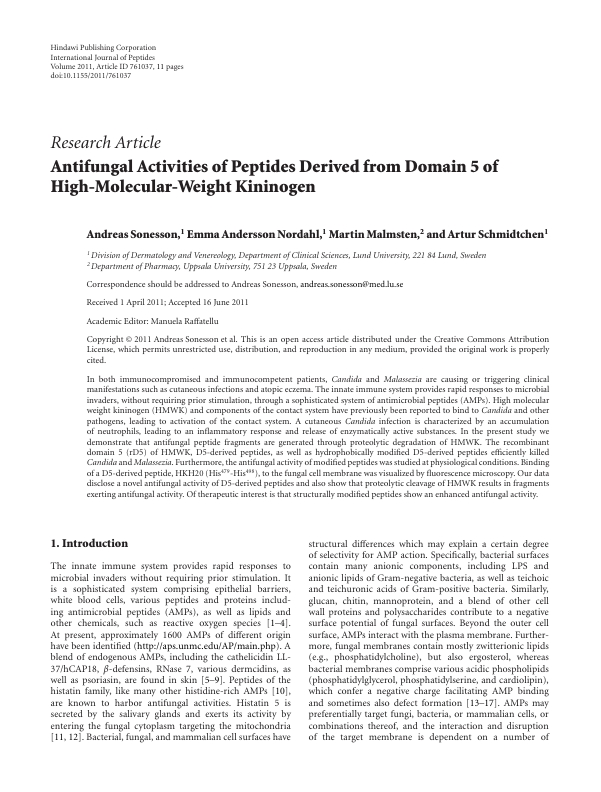 Hindawi Publishing Corporation
International Journal of Peptides
Volume 2011, Article ID 761037, 11 pages
doi:10.1155/2011/761037
Research Article
Antifungal Activities of Peptides Derived from Domain 5 of
High-Molecular-Weight Kininogen
Andreas Sonesson,¹ Emma Andersson Nordahl,¹ Martin Malmsten,² and Artur Schmidtchen¹
¹ Division of Dermatology and Venereology, Department of Clinical Sciences, Lund University, 221 84 Lund, Sweden
² Department of Pharmacy, Uppsala University, 751 23 Uppsala, Sweden
Correspondence should be addressed to Andreas Sonesson, andreas.sonesson@med.lu.se
Received 1 April 2011; Accepted 16 June 2011
Academic Editor: Manuela Raffatellu
Copyright © 2011 Andreas Sonesson et al. This is an open access article distributed under the Creative Commons Attribution
License, which permits unrestricted use, distribution, and reproduction in any medium, provided the original work is properly
cited.
In both immunocompromised and immunocompetent patients, Candida and Malassezia are causing or triggering clinical
manifestations such as cutaneous infections and atopic eczema. The innate immune system provides rapid responses to microbial
invaders, without requiring prior stimulation, through a sophisticated system of antimicrobial peptides (AMPs). High molecular
weight kininogen (HMWK) and components of the contact system have previously been reported to bind to Candida and other
pathogens, leading to activation of the contact system. A cutaneous Candida infection is characterized by an accumulation
of neutrophils, leading to an inflammatory response and release of enzymatically active substances. In the present study we
demonstrate that antifungal peptide fragments are generated through proteolytic degradation of HMWK. The recombinant
domain 5 (rD5) of HMWK, D5-derived peptides, as well as hydrophobically modified D5-derived peptides efficiently killed
Candida and Malassezia. Furthermore, the antifungal activity of modified peptides was studied at physiological conditions. Binding
of a D5-derived peptide, HKH20 (His⁴⁷⁹-His⁴⁹⁸), to the fungal cell membrane was visualized by fluorescence microscopy. Our data
disclose a novel antifungal activity of D5-derived peptides and also show that proteolytic cleavage of HMWK results in fragments
exerting antifungal activity. Of therapeutic interest is that structurally modified peptides show an enhanced antifungal activity.
1. Introduction
The innate immune system provides rapid responses to
microbial invaders without requiring prior stimulation. It
is a sophisticated system comprising epithelial barriers,
white blood cells, various peptides and proteins includ-
ing antimicrobial peptides (AMPs), as well as lipids and
other chemicals, such as reactive oxygen species [1–4].
At present, approximately 1600 AMPs of different origin
have been identified (http://aps.unmc.edu/AP/main.php). A
blend of endogenous AMPs, including the cathelicidin LL-
37/hCAP18, β-defensins, RNase 7, various dermcidins, as
well as psoriasin, are found in skin [5–9]. Peptides of the
histatin family, like many other histidine-rich AMPs [10],
are known to harbor antifungal activities. Histatin 5 is
secreted by the salivary glands and exerts its activity by
entering the fungal cytoplasm targeting the mitochondria
[11, 12]. Bacterial, fungal, and mammalian cell surfaces have
structural differences which may explain a certain degree
of selectivity for AMP action. Specifically, bacterial surfaces
contain many anionic components, including LPS and
anionic lipids of Gram-negative bacteria, as well as teichoic
and teichuronic acids of Gram-positive bacteria. Similarly,
glucan, chitin, mannoprotein, and a blend of other cell
wall proteins and polysaccharides contribute to a negative
surface potential of fungal surfaces. Beyond the outer cell
surface, AMPs interact with the plasma membrane. Further-
more, fungal membranes contain mostly zwitterionic lipids
(e.g., phosphatidylcholine), but also ergosterol, whereas
bacterial membranes comprise various acidic phospholipids
(phosphatidylglycerol, phosphatidylserine, and cardiolipin),
which confer a negative charge facilitating AMP binding
and sometimes also defect formation [13–17]. AMPs may
preferentially target fungi, bacteria, or mammalian cells, or
combinations thereof, and the interaction and disruption
of the target membrane is dependent on a number of